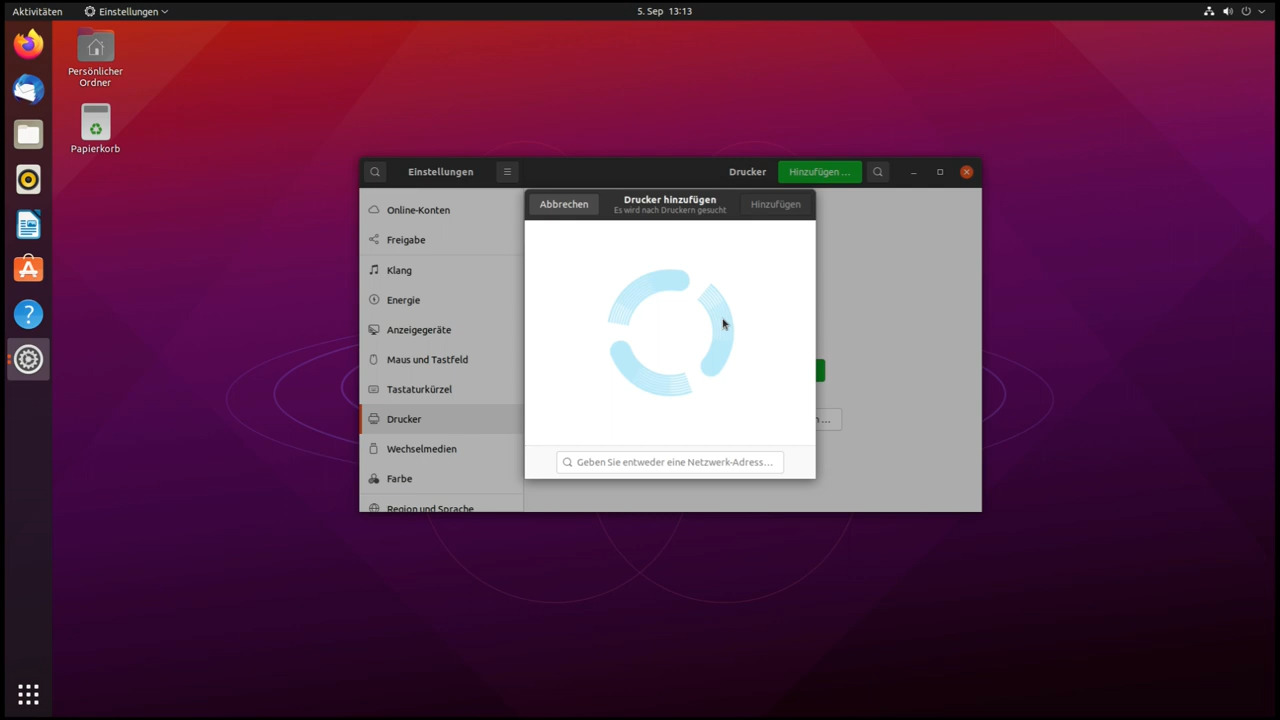 Aktivitäten
Einstellungen
5. Sep 13:13
Persönlicher
Ordner
Papierkorb
Einstellungen
Drucker
Hinzufügen …
Abbrechen
Drucker hinzufügen
Es wird nach Druckern gesucht
Hinzufügen
Online-Konten
Freigabe
Klang
Energie
Anzeigegeräte
Maus und Tastfeld
Tastaturkürzel
Drucker
Wechselmedien
Farbe
Region und Sprache
n …
Geben Sie entweder eine Netzwerk-Adress…